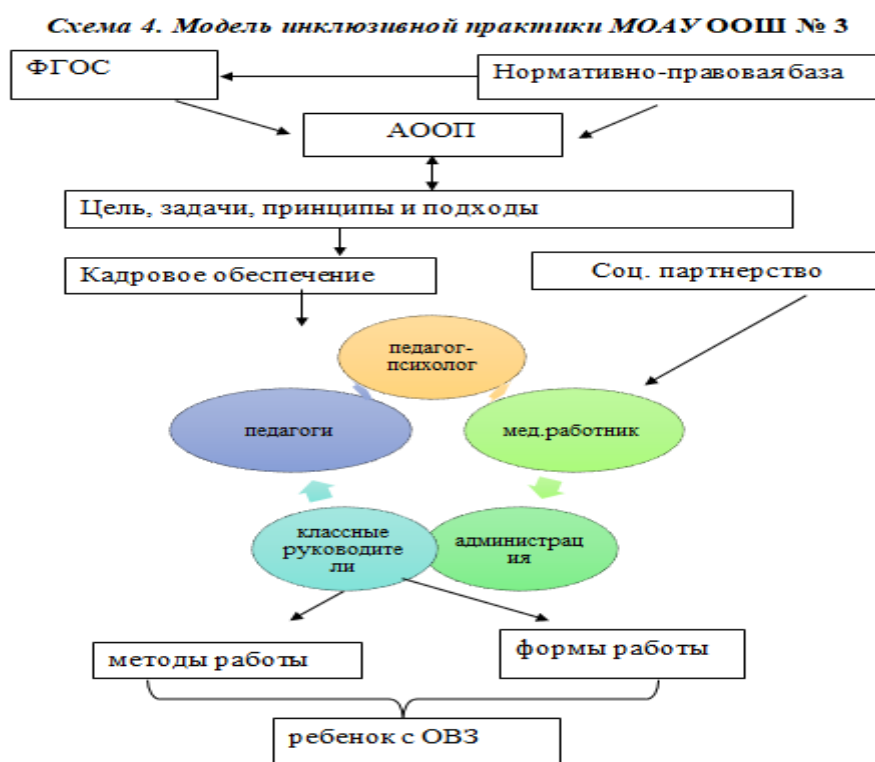 Схема 4. Модель инклюзивной практики МОАУ ООШ № 3
ФГОС
Нормативно-правовая база
АООП
Цель, задачи, принципы и подходы
Кадровое обеспечение
Соц. партнерство
педагог-
психолог
педагоги
мед.работник
классные
руководите
ли
администрац
ия
методы работы
формы работы
ребенок с ОВЗ